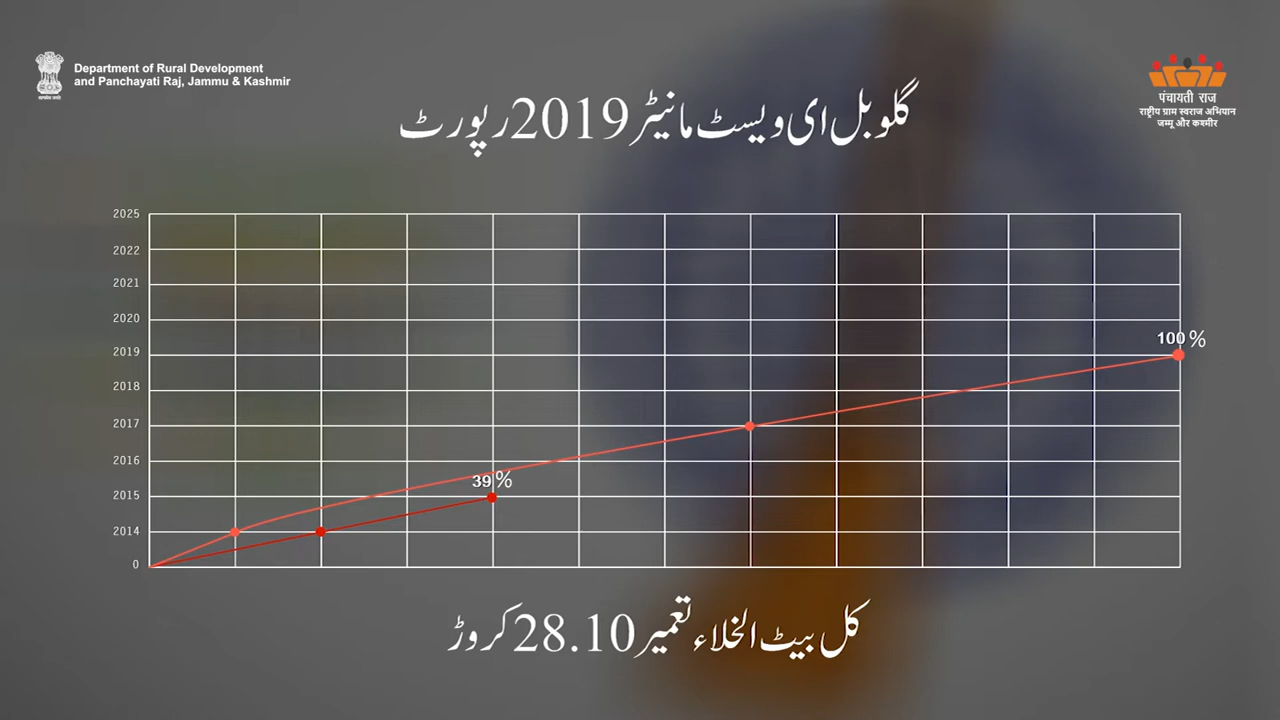 Department of Rural Development
and Panchayati Raj, Jammu & Kashmir
पंचायती राज
राष्ट्रीय ग्राम स्वराज अभियान
जम्मू और कश्मीर
گلوبل ای ویسٹ مانیٹر 2019 رپورٹ
2025
2022
2021
2020
2019
2018
2017
2016
2015
2014
0
100 %
39%
کل بیٹ الخلاء تعمیر 28.10 کروڑ